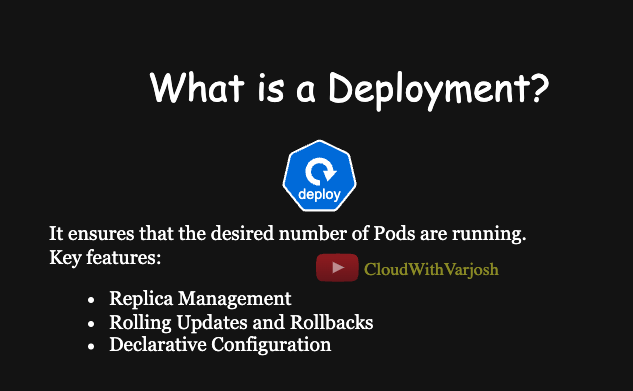 What is a Deployment?
deploy
It ensures that the desired number of Pods are running.
Key features:
CloudWithVarjosh
• Replica Management
• Rolling Updates and Rollbacks
• Declarative Configuration